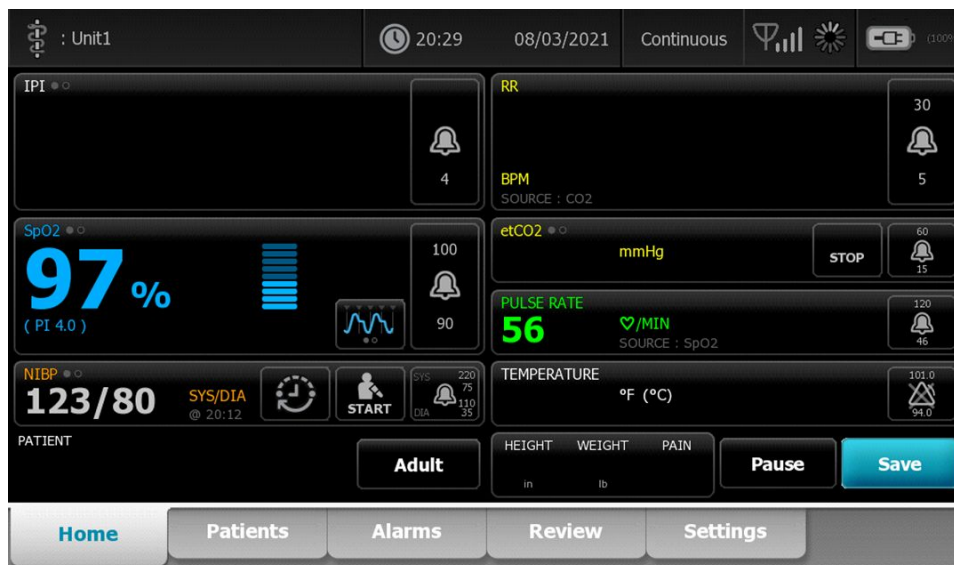 : Unit1
20:29
08/03/2021
Continuous
IPI
4
RR
BPM
SOURCE : CO2
30
5
SpO2
97 %
( PI 4.0 )
100
90
etCO2
mmHg
STOP
60
15
PULSE RATE
56
/MIN
SOURCE : SpO2
120
46
NIBP
123/80
SYS/DIA
@ 20:12
START
SYS 220
75
110
DIA 35
TEMPERATURE
°F (°C)
101.0
94.0
PATIENT
Adult
HEIGHT WEIGHT PAIN
in lb
Pause
Save
Home
Patients
Alarms
Review
Settings